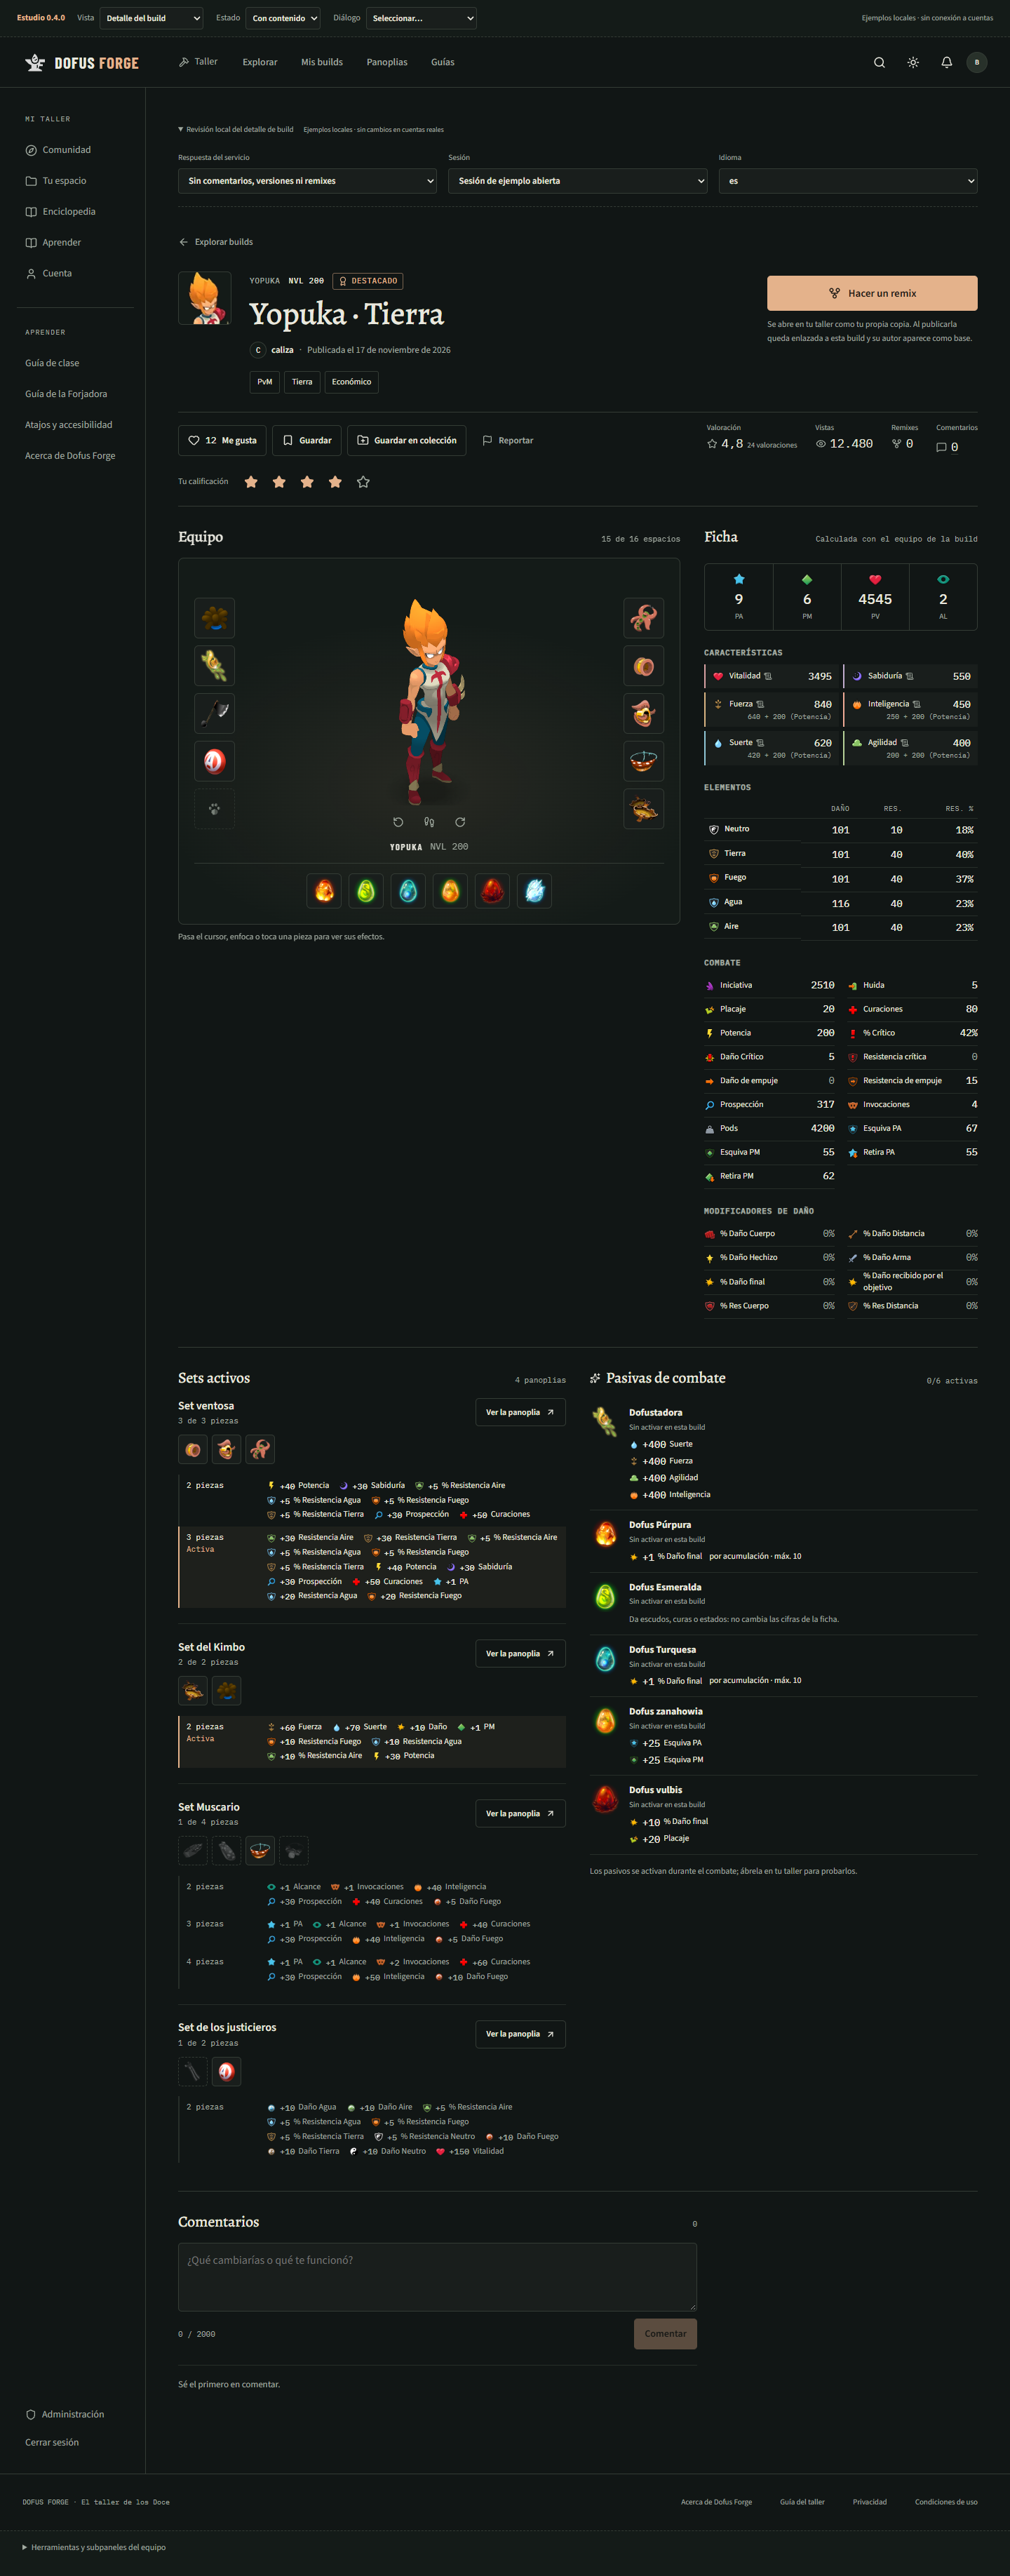 Estudio 0.4.0 Vista Detalle del build Estado Con contenido Diálogo Seleccionar... Ejemplos locales · sin conexión a cuentas
DOFUS FORGE Taller Explorar Mis builds Panoplias Guías B
MI TALLER
Comunidad
Tu espacio
Enciclopedia
Aprender
Cuenta
APRENDER
Guía de clase
Guía de la Forjadora
Atajos y accesibilidad
Acerca de Dofus Forge
▼ Revisión local del detalle de build Ejemplos locales · sin cambios en cuentas reales
Respuesta del servicio Sesión Idioma
Sin comentarios, versiones ni remixes Sesión de ejemplo abierta es
Explorar builds
YOPUKA NVL 200 DESTACADO
Yopuka · Tierra
C caliza · Publicada el 17 de noviembre de 2026
PvM Tierra Económico
Hacer un remix
Se abre en tu taller como tu propia copia. Al publicarla
queda enlazada a esta build y su autor aparece como base.
12 Me gusta Guardar Guardar en colección Reportar
Valoración Vistas Remixes Comentarios
4,8 24 valoraciones 12.480 0 0
Tu calificación
Equipo 15 de 16 espacios
YOPUKA NVL 200
Pasa el cursor, enfoca o toca una pieza para ver sus efectos.
Ficha Calculada con el equipo de la build
9 6 4545 2
PA PM PV AL
CARACTERÍSTICAS
Vitalidad 3495 Sabiduría 550
Fuerza 840 Inteligencia 450
640 + 200 (Potencia) 250 + 200 (Potencia)
Suerte 620 Agilidad 400
420 + 200 (Potencia) 200 + 200 (Potencia)
ELEMENTOS
DAÑO RES. RES. %
Neutro 101 10 18%
Tierra 101 40 40%
Fuego 101 40 37%
Agua 116 40 23%
Aire 101 40 23%
COMBATE
Iniciativa 2510 Huida 5
Placaje 20 Curaciones 80
Potencia 200 % Crítico 42%
Daño Crítico 5 Resistencia crítica 0
Daño de empuje 0 Resistencia de empuje 15
Prospección 317 Invocaciones 4
Pods 4200 Esquiva PA 67
Esquiva PM 55 Retira PA 55
Retira PM 62
MODIFICADORES DE DAÑO
% Daño Cuerpo 0% % Daño Distancia 0%
% Daño Hechizo 0% % Daño Arma 0%
% Daño final 0% % Daño recibido por el objetivo 0%
% Res Cuerpo 0% % Res Distancia 0%
Sets activos 4 panoplias
Set ventosa Ver la panoplia
3 de 3 piezas
2 piezas +40 Potencia +30 Sabiduría +5 % Resistencia Aire
+5 % Resistencia Agua +5 % Resistencia Fuego
+5 % Resistencia Tierra +30 Prospección +50 Curaciones
3 piezas +30 Resistencia Aire +30 Resistencia Tierra +5 % Resistencia Aire
Activa +5 % Resistencia Agua +5 % Resistencia Fuego
+5 % Resistencia Tierra +40 Potencia +30 Sabiduría
+30 Prospección +50 Curaciones +1 PA
+20 Resistencia Agua +20 Resistencia Fuego
Set del Kimbo Ver la panoplia
2 de 2 piezas
2 piezas +60 Fuerza +70 Suerte +10 Daño +1 PM
Activa +10 Resistencia Fuego +10 Resistencia Agua
+10 % Resistencia Aire +30 Potencia
Set Muscario Ver la panoplia
1 de 4 piezas
2 piezas +1 Alcance +1 Invocaciones +40 Inteligencia
+30 Prospección +40 Curaciones +5 Daño Fuego
3 piezas +1 PA +1 Alcance +1 Invocaciones +40 Curaciones
+30 Prospección +40 Inteligencia +5 Daño Fuego
4 piezas +1 PA +1 Alcance +2 Invocaciones +60 Curaciones
+30 Prospección +50 Inteligencia +10 Daño Fuego
Set de los justicieros Ver la panoplia
1 de 2 piezas
2 piezas +10 Daño Agua +10 Daño Aire +5 % Resistencia Aire
+5 % Resistencia Agua +5 % Resistencia Fuego
+5 % Resistencia Tierra +5 % Resistencia Neutro +10 Daño Fuego
+10 Daño Tierra +10 Daño Neutro +150 Vitalidad
Pasivas de combate 0/6 activas
Dofustadora
Sin activar en esta build
+400 Suerte
+400 Fuerza
+400 Agilidad
+400 Inteligencia
Dofus Púrpura
Sin activar en esta build
+1 % Daño final por acumulación · máx. 10
Dofus Esmeralda
Sin activar en esta build
Da escudos, curas o estados: no cambia las cifras de la ficha.
Dofus Turquesa
Sin activar en esta build
+1 % Daño final por acumulación · máx. 10
Dofus zanahowia
Sin activar en esta build
+25 Esquiva PA
+25 Esquiva PM
Dofus vulbis
Sin activar en esta build
+10 % Daño final
+20 Placaje
Los pasivos se activan durante el combate; ábrela en tu taller para probarlos.
Comentarios 0
¿Qué cambiarías o qué te funcionó?
0 / 2000 Comentar
Sé el primero en comentar.
Administración
Cerrar sesión
DOFUS FORGE · El taller de los Doce Acerca de Dofus Forge Guía del taller Privacidad Condiciones de uso
► Herramientas y subpaneles del equipo